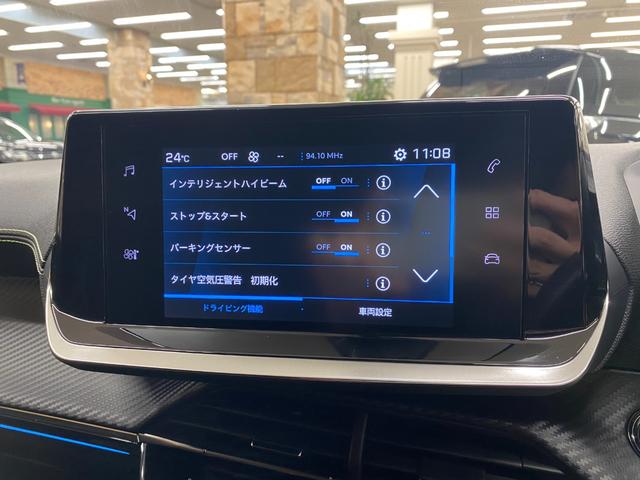 24℃ OFF -- 94.10 MHz 11:08
インテリジェントハイビーム OFF ON
ストップ&スタート OFF ON
パーキングセンサー OFF ON
タイヤ空気圧警告 初期化
ドライビング機能 車両設定
N